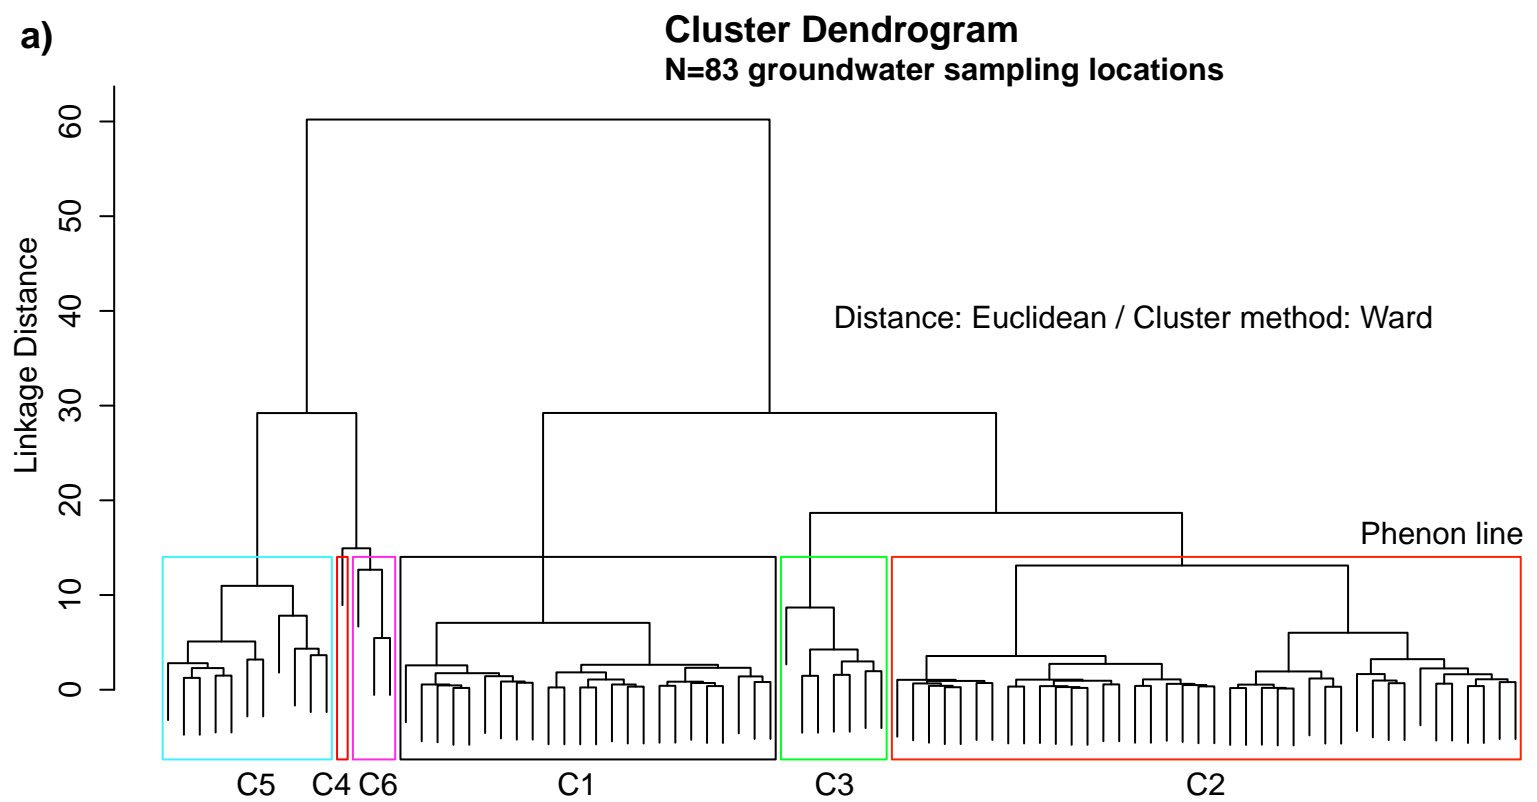 a)
Cluster Dendrogram
N=83 groundwater sampling locations
Linkage Distance
60
50
40
30
20
10
0
Distance: Euclidean / Cluster method: Ward
Phenon line
C5 C4 C6 C1 C3 C2